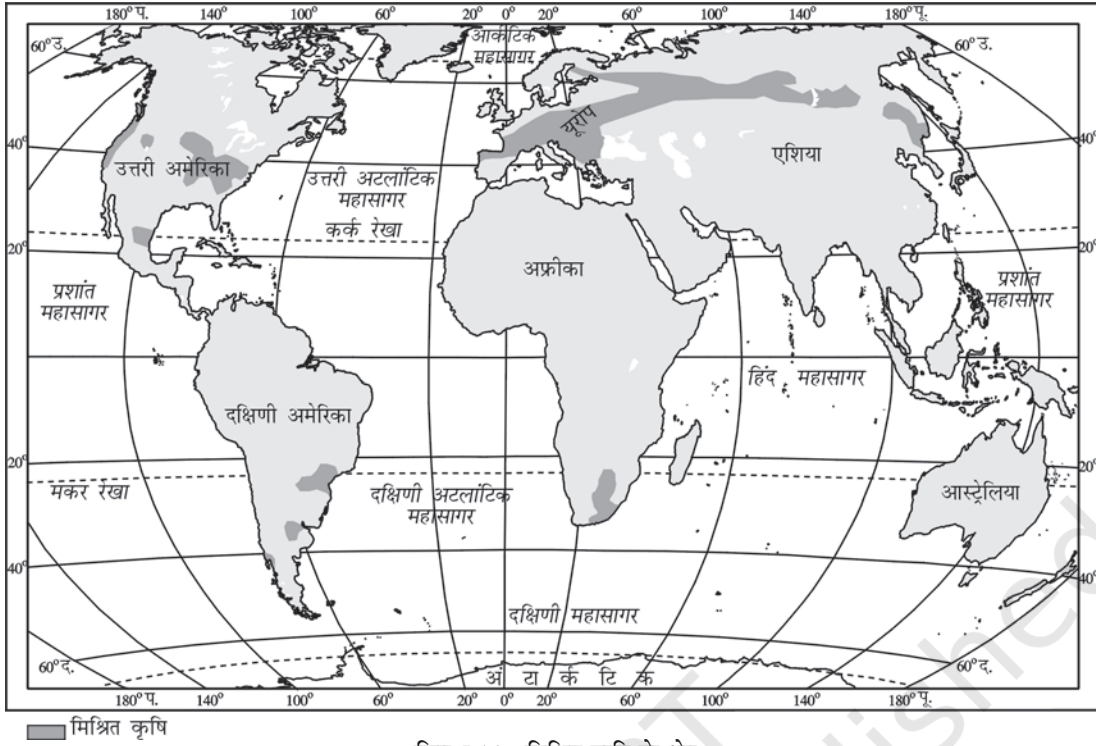 180° प. 140° 100° 60° 20° 0° 20° 60° 100° 140° 180° पू.
60° उ.
आर्कटिक
महासागर
60° उ.
यूरोप
40°
40°
उत्तरी अमेरिका
एशिया
उत्तरी अटलांटिक
महासागर
कर्क रेखा
20°
20°
अफ्रीका
प्रशांत
महासागर
प्रशांत
महासागर
हिंद महासागर
दक्षिणी अमेरिका
20°
20°
मकर रेखा
दक्षिणी अटलांटिक
महासागर
आस्ट्रेलिया
40°
40°
दक्षिणी महासागर
60° द.
60° द.
अं टा र्क टि क
180° प. 140° 100° 60° 20° 0° 20° 60° 100° 140° 180° पू.
मिश्रित कृषि